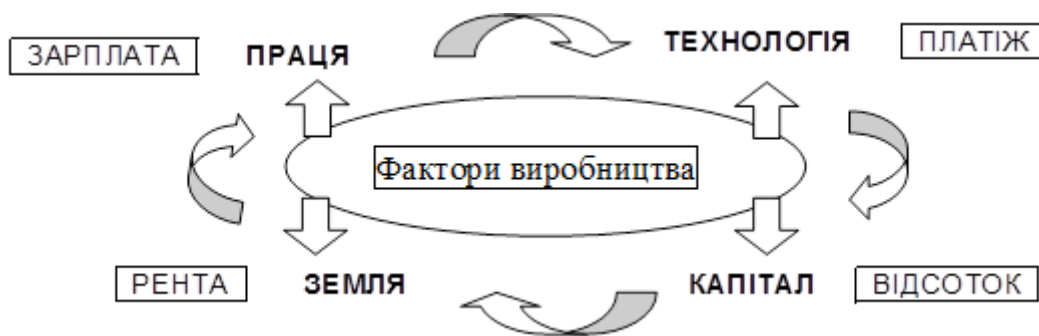 ЗАРПЛАТА ПРАЦЯ ТЕХНОЛОГІЯ ПЛАТІЖ
Фактори виробництва
РЕНТА ЗЕМЛЯ КАПІТАЛ ВІДСОТОК